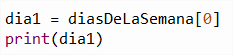 dia1 = diasDeLaSemana[0]
print(dia1)